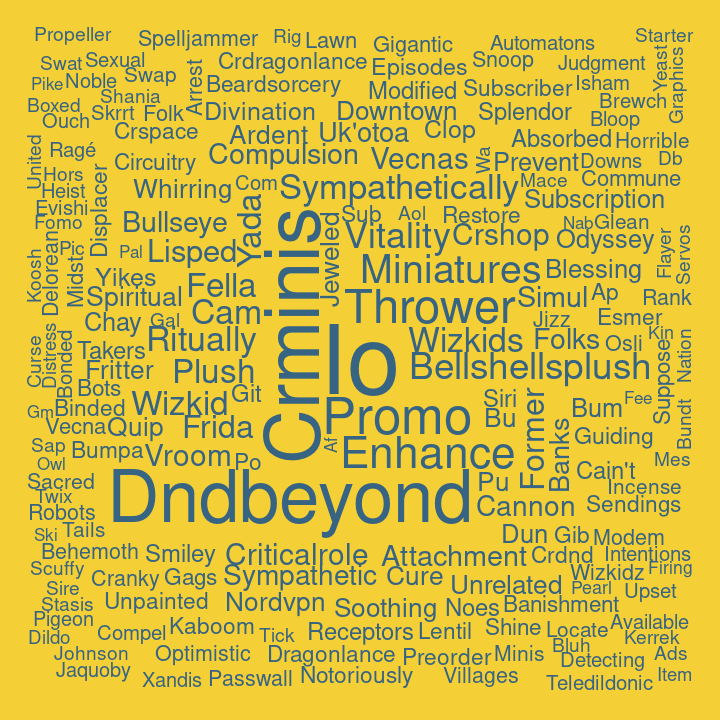 Propeller
Spelljammer
Rig
Lawn
Gigantic
Automatons
Starter
Swat
Sexual
Crdragonlance
Episodes
Snoop
Judgment
Yeast
Graphics
Pike
Noble
Swap
Arrest
Beardsorcery
Modified
Subscriber
Isham
Boxed
Shania
Brewch
Ouch
Skrrt
Folk
Divination
Downtown
Splendor
Bloop
Crspace
Ardent
Uk'otoa
Clop
Absorbed
Horrible
United
Ragé
Circuitry
Compulsion
Vecnas
Wa
Prevent
Downs
Db
Hors
Heist
Displacer
Whirring
Com
Sympathetically
Mace
Commune
Evishi
Yada
Subscription
Fomo
Bullseye
Sub
Aol
Restore
Nab
Glean
Delorean
Pic
Pal
Lisped
Crminis
Jeweled
Vitality
Crshop
Odyssey
Flayer
Servos
Koosh
Midst
Yikes
Fella
Miniatures
Blessing
Spiritual
Cam
Thrower
Simul
Ap
Rank
Chay
Gal
Jizz
Esmer
Curse
Distress
Bonded
Takers
Ritually
Io
Wizkids
Folks
Osli
Kin
Nation
Fritter
Plush
Bellshellsplush
Suppose
Bots
Git
Siri
Fee
Gm
Binded
Wizkid
Promo
Former
Bum
Bundt
Vecna
Quip
Frida
Bu
Banks
Guiding
Sap
Bumpa
Vroom
Po
Af
Enhance
Cain't
Mes
Owl
Sacred
Pu
Incense
Twix
Dndbeyond
Cannon
Sendings
Robots
Ski
Tails
Dun
Gib
Modem
Behemoth
Smiley
Criticalrole
Attachment
Crdnd
Intentions
Scuffy
Cranky
Gags
Sympathetic
Cure
Unrelated
Wizkidz
Firing
Sire
Pearl
Upset
Stasis
Unpainted
Nordvpn
Soothing
Noes
Banishment
Pigeon
Compel
Kaboom
Tick
Receptors
Lentil
Shine
Locate
Available
Dildo
Kerrek
Johnson
Optimistic
Dragonlance
Preorder
Minis
Bluh
Detecting
Ads
Jaquoby
Xandis
Passwall
Notoriously
Villages
Teledildonic
Item